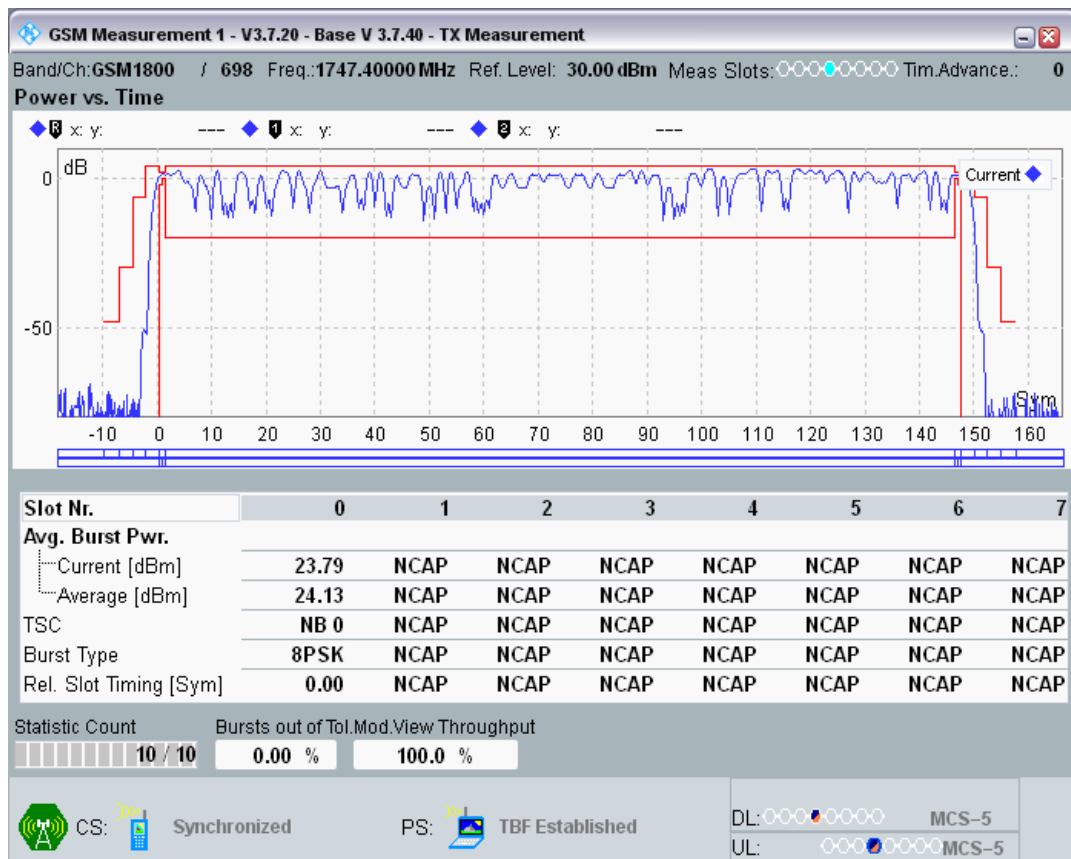 GSM Measurement 1 - V3.7.20 - Base V 3.7.40 - TX Measurement
Band/Ch:GSM1800 / 698 Freq.:1747.40000 MHz Ref. Level: 30.00 dBm Meas Slots: Tim.Advance.: 0
Power vs. Time
R x: y: --- 1 x: y: --- 2 x: y: ---
dB
0
Current
-50
Sym
-10 0 10 20 30 40 50 60 70 80 90 100 110 120 130 140 150 160
Slot Nr. 0 1 2 3 4 5 6 7
Avg. Burst Pwr.
Current [dBm] 23.79 NCAP NCAP NCAP NCAP NCAP NCAP NCAP
Average [dBm] 24.13 NCAP NCAP NCAP NCAP NCAP NCAP NCAP
TSC NB 0 NCAP NCAP NCAP NCAP NCAP NCAP NCAP
Burst Type 8PSK NCAP NCAP NCAP NCAP NCAP NCAP NCAP
Rel. Slot Timing [Sym] 0.00 NCAP NCAP NCAP NCAP NCAP NCAP NCAP
Statistic Count Bursts out of Tol.Mod.View Throughput
10 / 10 0.00 % 100.0 %
CS: Synchronized PS: TBF Established
DL: MCS-5
UL: MCS-5